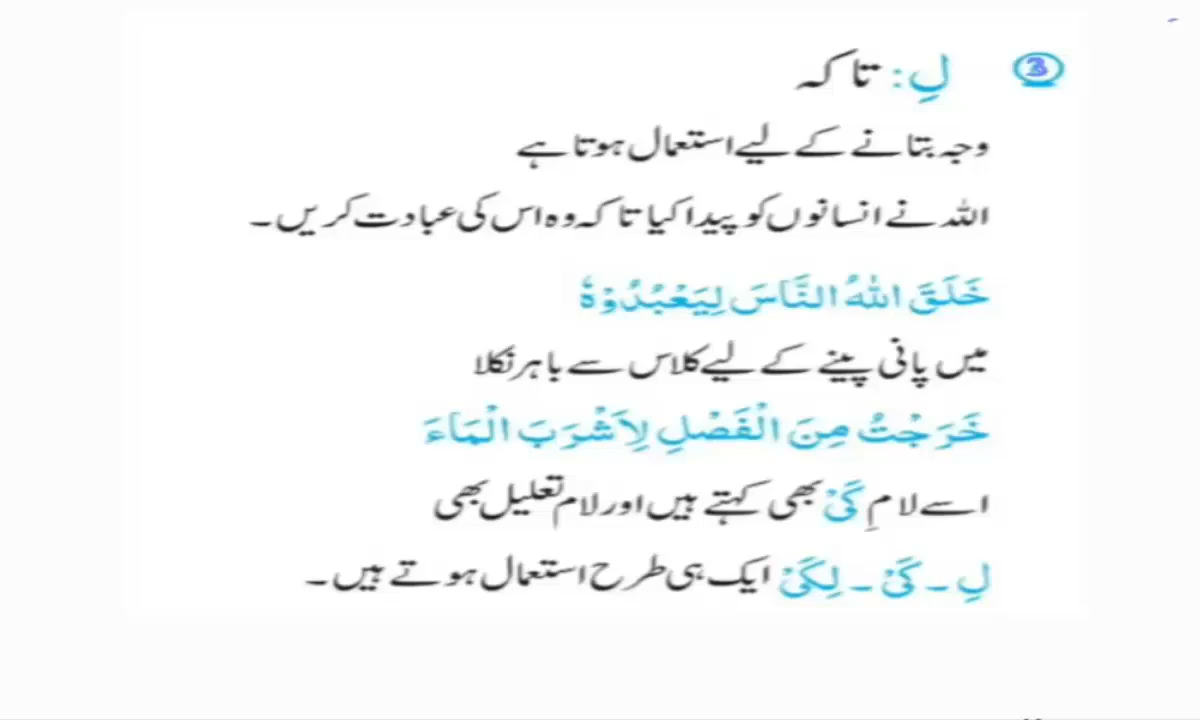 3 لِ: تا کہ
وجہ بتانے کے لیے استعمال ہوتا ہے
اللہ نے انسانوں کو پیدا کیا تا کہ وہ اس کی عبادت کریں۔
خَلَقَ اللّٰهُ النَّاسَ لِيَعْبُدُوْهُ
میں پانی پینے کے لیے کلاس سے باہر نکلا
خَرَجْتُ مِنَ الْفَصْلِ لِاَشْرَبَ الْمَاءَ
اسے لامِ كَيْ بھی کہتے ہیں اور لام تعلیل بھی
لِ ۔ كَيْ ۔ لِكَيْ ایک ہی طرح استعمال ہوتے ہیں۔